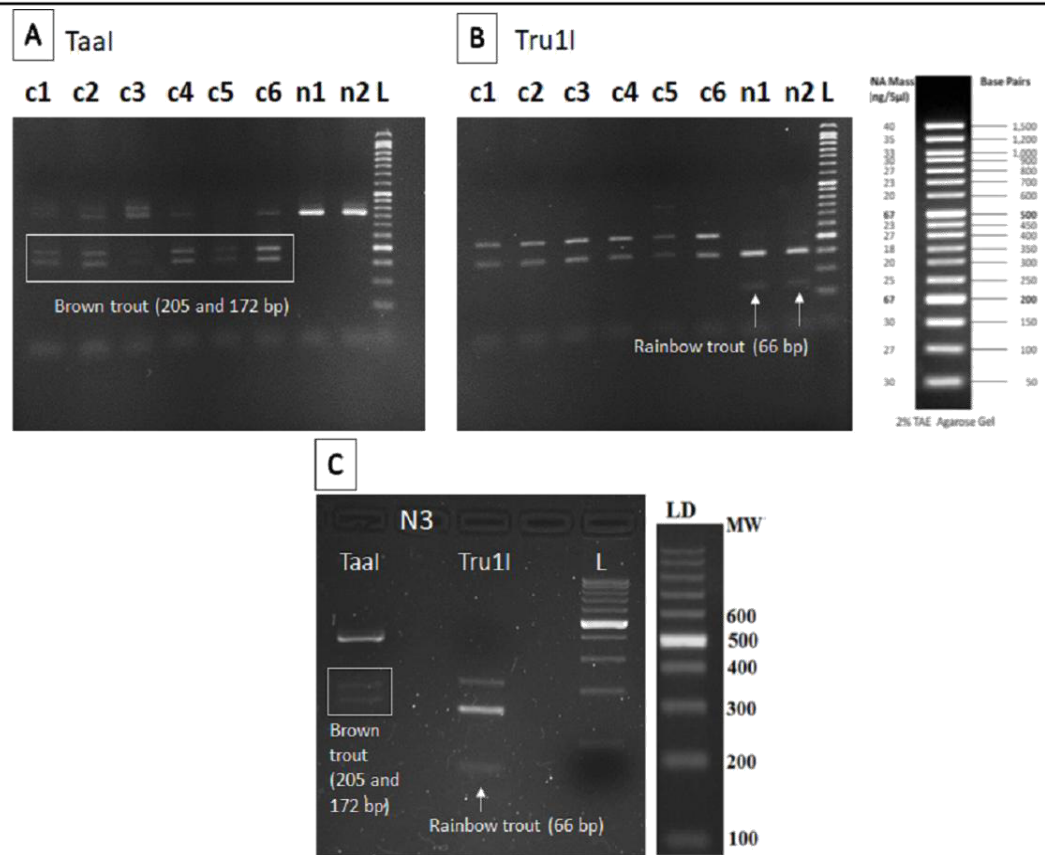 A TaaI
c1 c2 c3 c4 c5 c6 n1 n2 L
Brown trout (205 and 172 bp)
B Tru1I
c1 c2 c3 c4 c5 c6 n1 n2 L
Rainbow trout (66 bp)
NA Mass Base Pairs
(ng/5µl)
40 1,500
35 1,200
33 1,000
30 900
27 800
23 700
20 600
67 500
23 450
27 400
18 350
20 300
25 250
67 200
30 150
27 100
30 50
2% TAE Agarose Gel
C
N3
TaaI Tru1I L
Brown
trout
(205 and
172 bp)
Rainbow trout (66 bp)
LD
MW
600
500
400
300
200
100